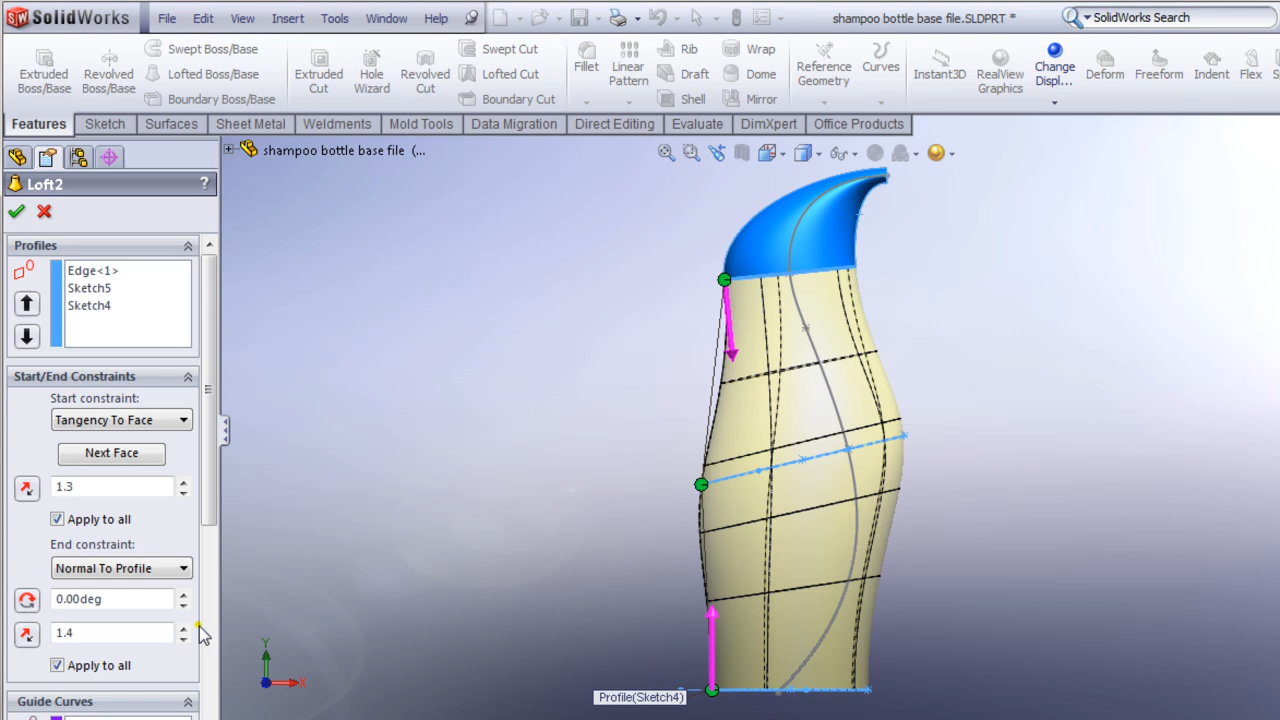 SolidWorks File Edit View Insert Tools Window Help shampoo bottle base file.SLDPRT * SolidWorks Search
Extruded Boss/Base
Revolved Boss/Base
Swept Boss/Base
Lofted Boss/Base
Boundary Boss/Base
Extruded Cut
Hole Wizard
Revolved Cut
Swept Cut
Lofted Cut
Boundary Cut
Fillet
Linear Pattern
Rib
Draft
Shell
Wrap
Dome
Mirror
Reference Geometry
Curves
Instant3D
RealView Graphics
Change Displ...
Deform
Freeform
Indent
Flex
Features Sketch Surfaces Sheet Metal Weldments Mold Tools Data Migration Direct Editing Evaluate DimXpert Office Products
shampoo bottle base file (...
Loft2 ?
Profiles
Edge<1>
Sketch5
Sketch4
Start/End Constraints
Start constraint:
Tangency To Face
Next Face
1.3
Apply to all
End constraint:
Normal To Profile
0.00deg
1.4
Apply to all
Guide Curves
Profile(Sketch4)
Y
X